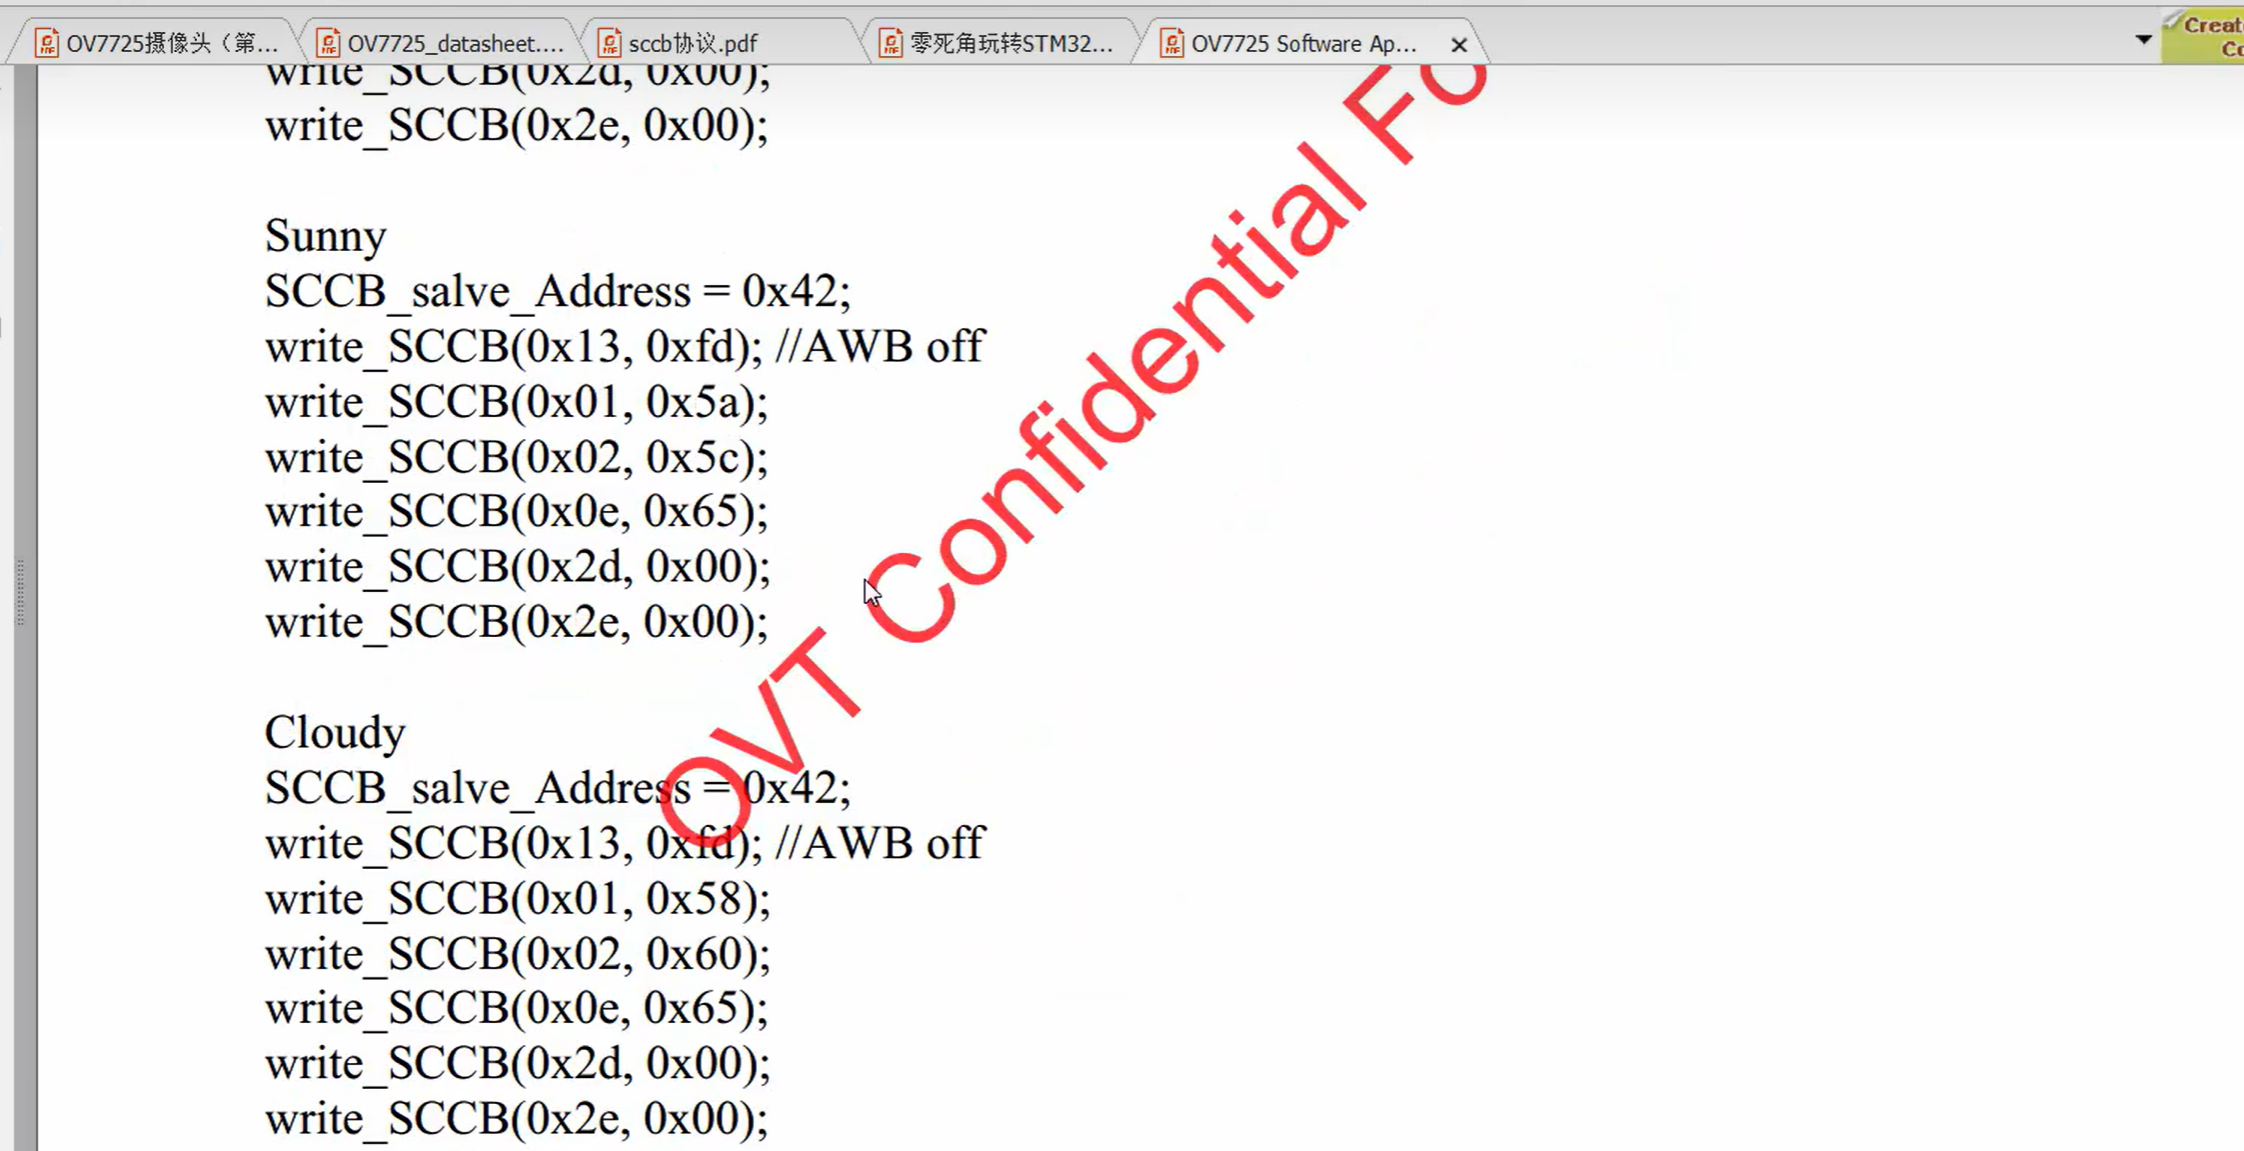 OV7725摄像头（第...
OV7725_datasheet....
sccb协议.pdf
零死角玩转STM32...
OV7725 Software Ap...
write_SCCB(0x2d, 0x00);
write_SCCB(0x2e, 0x00);
Sunny
SCCB_salve_Address = 0x42;
write_SCCB(0x13, 0xfd); //AWB off
write_SCCB(0x01, 0x5a);
write_SCCB(0x02, 0x5c);
write_SCCB(0x0e, 0x65);
write_SCCB(0x2d, 0x00);
write_SCCB(0x2e, 0x00);
Cloudy
SCCB_salve_Address = 0x42;
write_SCCB(0x13, 0xfd); //AWB off
write_SCCB(0x01, 0x58);
write_SCCB(0x02, 0x60);
write_SCCB(0x0e, 0x65);
write_SCCB(0x2d, 0x00);
write_SCCB(0x2e, 0x00);
OVT Confidential Fo